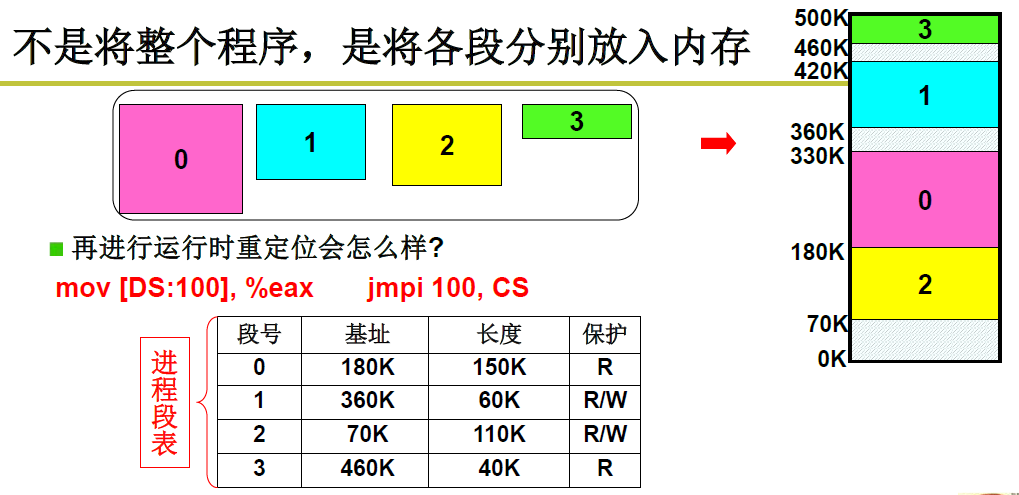 不是将整个程序，是将各段分别放入内存
0
1
2
3
再进行运行时重定位会怎么样?
mov [DS:100], %eax jmpi 100, CS
进程段表
段号 基址 长度 保护
0 180K 150K R
1 360K 60K R/W
2 70K 110K R/W
3 460K 40K R
500K
3
460K
420K
1
360K
330K
0
180K
2
70K
0K